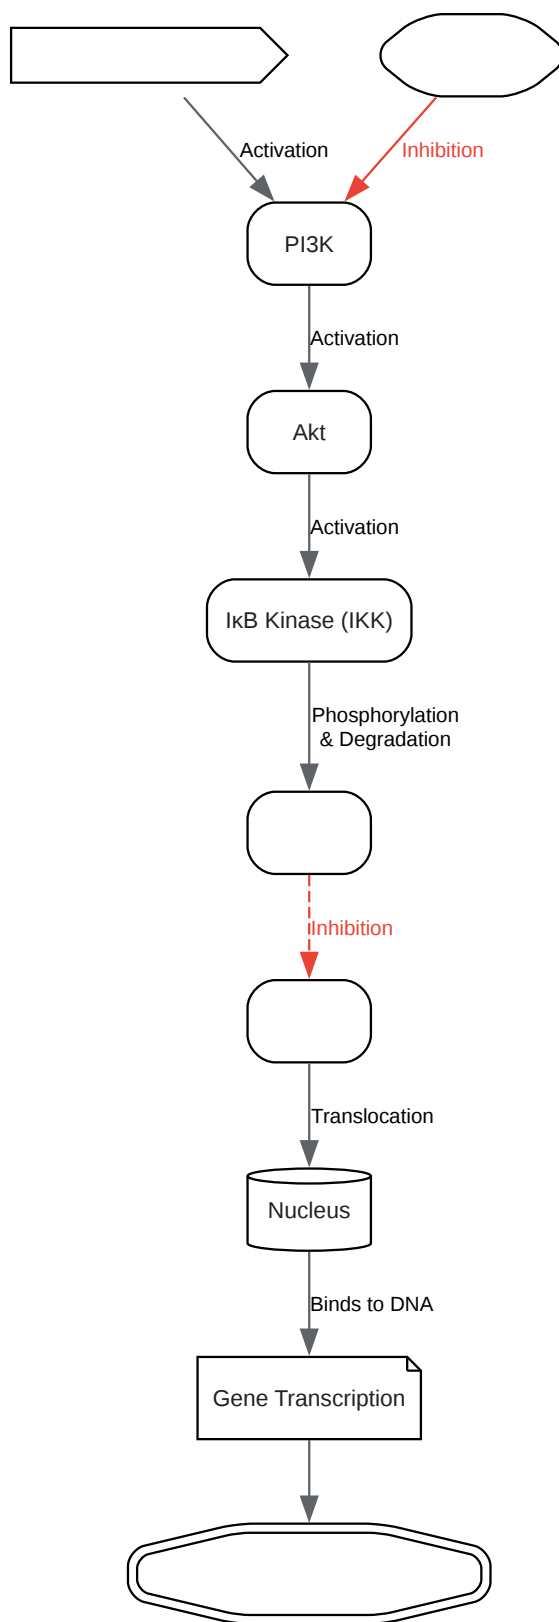 Activation
Inhibition
PI3K
Activation
Akt
Activation
IκB Kinase (IKK)
Phosphorylation
& Degradation
Inhibition
Translocation
Nucleus
Binds to DNA
Gene Transcription